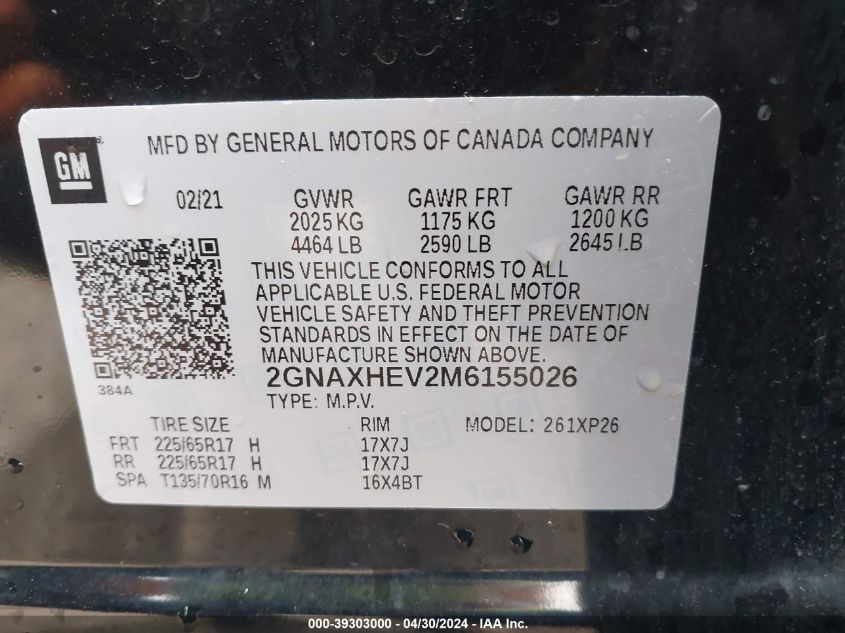 GM
MFD BY GENERAL MOTORS OF CANADA COMPANY
02/21 GVWR GAWR FRT GAWR RR
2025 KG 1175 KG 1200 KG
4464 LB 2590 LB 2645 LB
THIS VEHICLE CONFORMS TO ALL
APPLICABLE U.S. FEDERAL MOTOR
VEHICLE SAFETY AND THEFT PREVENTION
STANDARDS IN EFFECT ON THE DATE OF
MANUFACTURE SHOWN ABOVE.
384A
2GNAXHEV2M6155026
TYPE: M.P.V.
TIRE SIZE RIM MODEL: 261XP26
FRT 225/65R17 H 17X7J
RR 225/65R17 H 17X7J
SPA T135/70R16 M 16X4BT
000-39303000 - 04/30/2024 - IAA Inc.